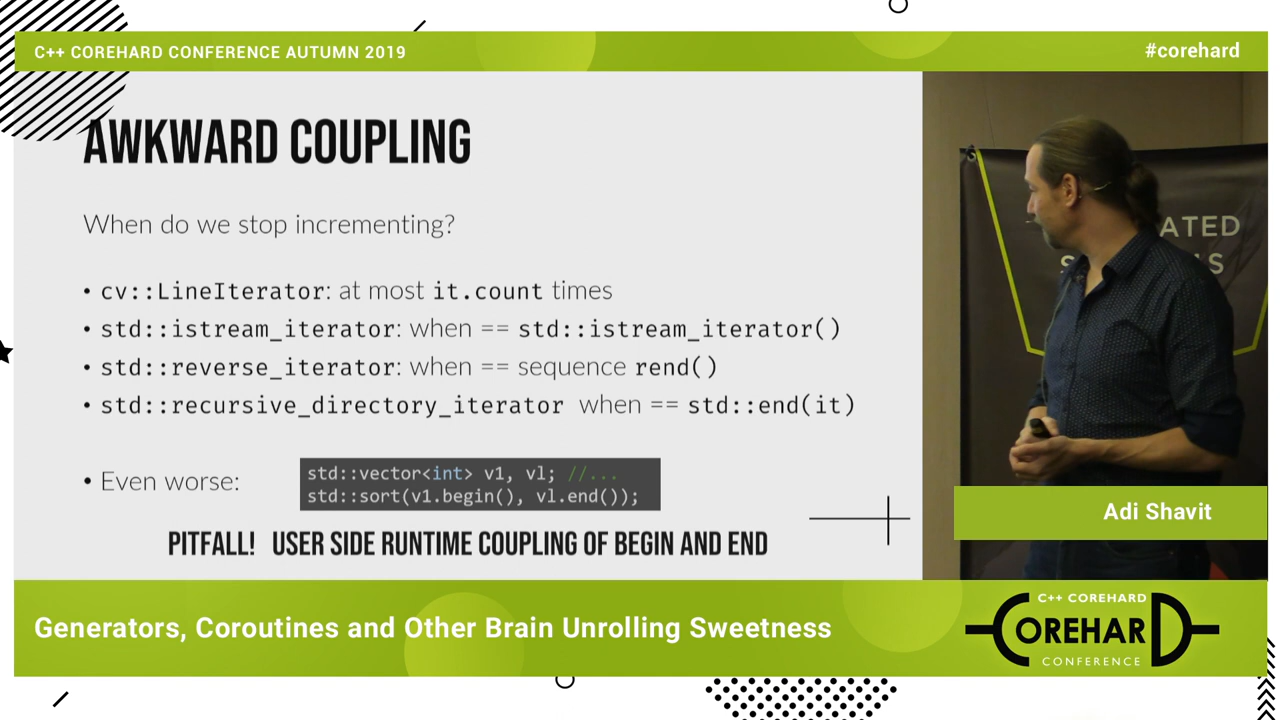 C++ COREHARD CONFERENCE AUTUMN 2019
#corehard
AWKWARD COUPLING
When do we stop incrementing?
• cv::LineIterator: at most it.count times
• std::istream_iterator: when == std::istream_iterator()
• std::reverse_iterator: when == sequence rend()
• std::recursive_directory_iterator when == std::end(it)
• Even worse:
std::vector<int> v1, vl; //...
std::sort(v1.begin(), vl.end());
PITFALL! USER SIDE RUNTIME COUPLING OF BEGIN AND END
ATED
S
S
Adi Shavit
Generators, Coroutines and Other Brain Unrolling Sweetness
C++ COREHARD
COREHARD
CONFERENCE